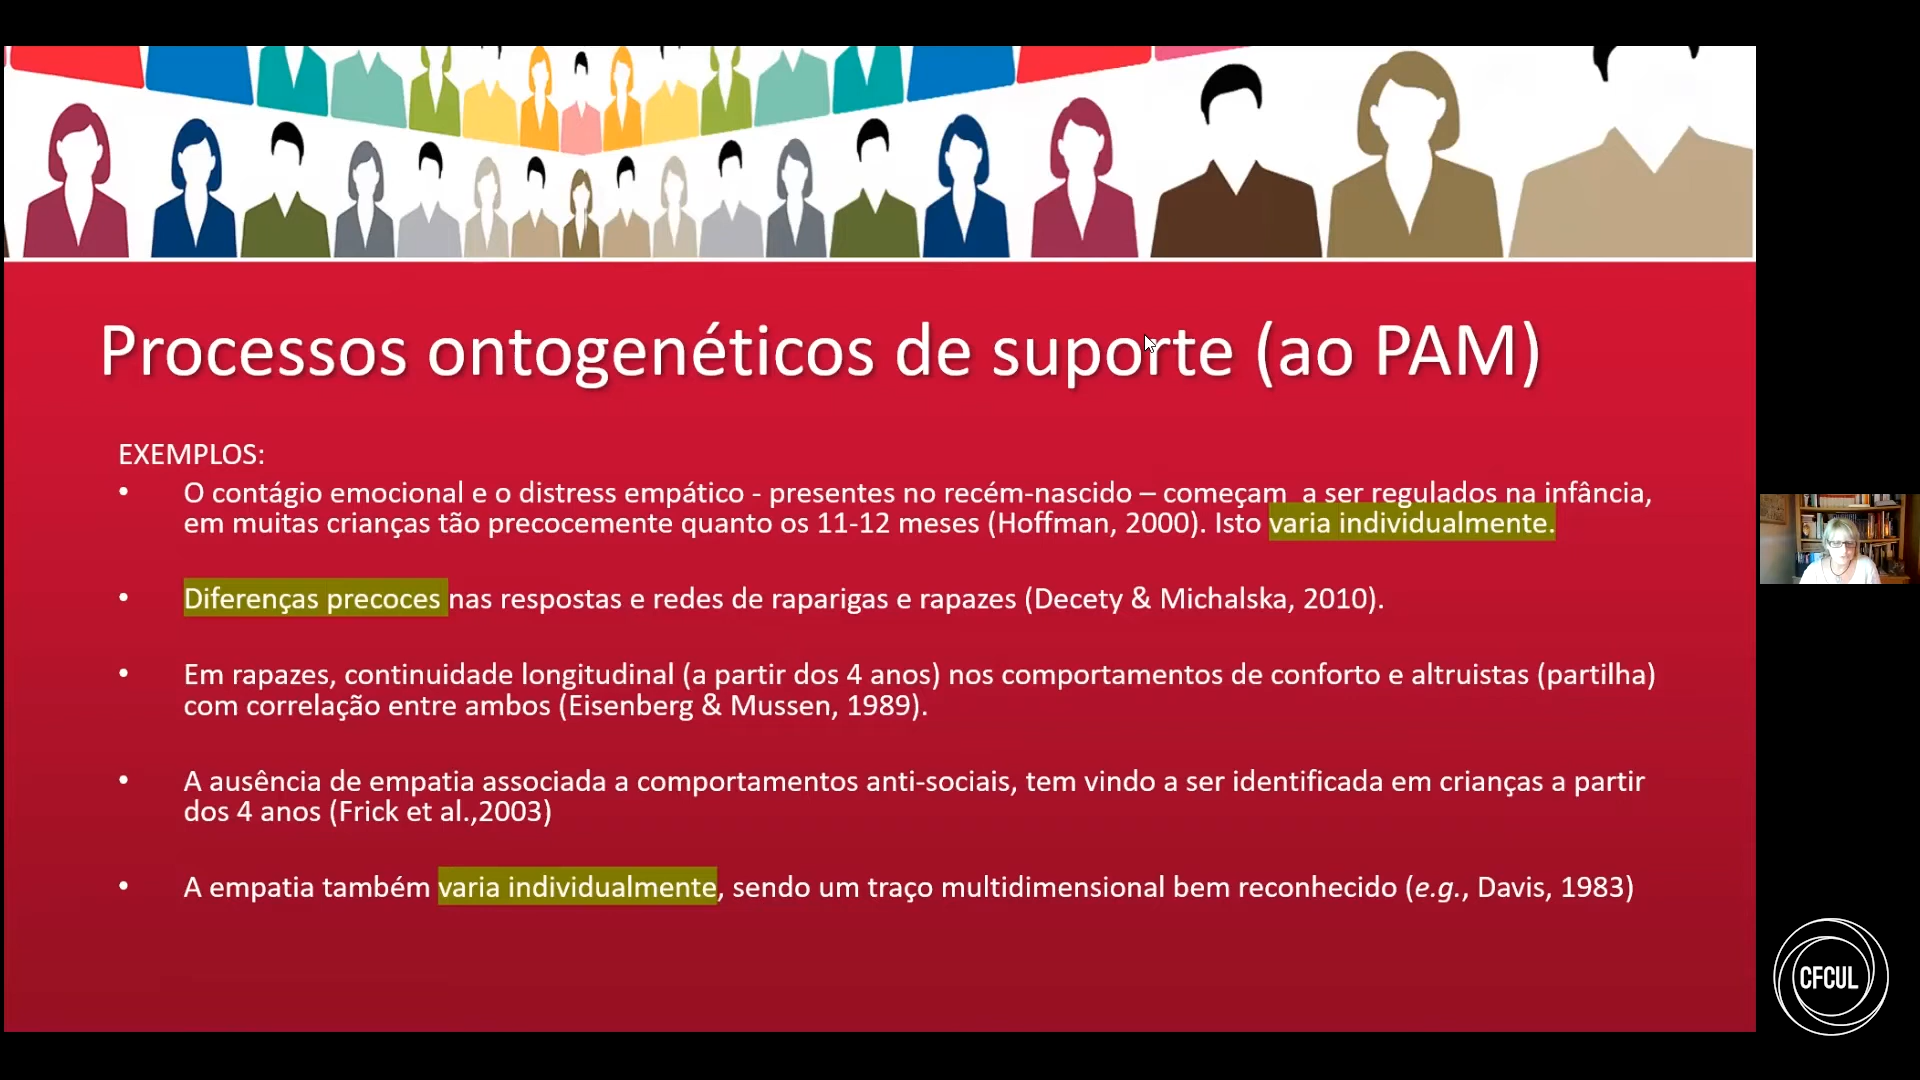 Processos ontogenéticos de suporte (ao PAM)
EXEMPLOS:
• O contágio emocional e o distress empático - presentes no recém-nascido – começam  a ser regulados na infância,
em muitas crianças tão precocemente quanto os 11-12 meses (Hoffman, 2000). Isto varia individualmente.
• Diferenças precoces nas respostas e redes de raparigas e rapazes (Decety & Michalska, 2010).
• Em rapazes, continuidade longitudinal (a partir dos 4 anos) nos comportamentos de conforto e altruistas (partilha)
com correlação entre ambos (Eisenberg & Mussen, 1989).
• A ausência de empatia associada a comportamentos anti-sociais, tem vindo a ser identificada em crianças a partir
dos 4 anos (Frick et al.,2003)
• A empatia também varia individualmente, sendo um traço multidimensional bem reconhecido (e.g., Davis, 1983)
CFCUL